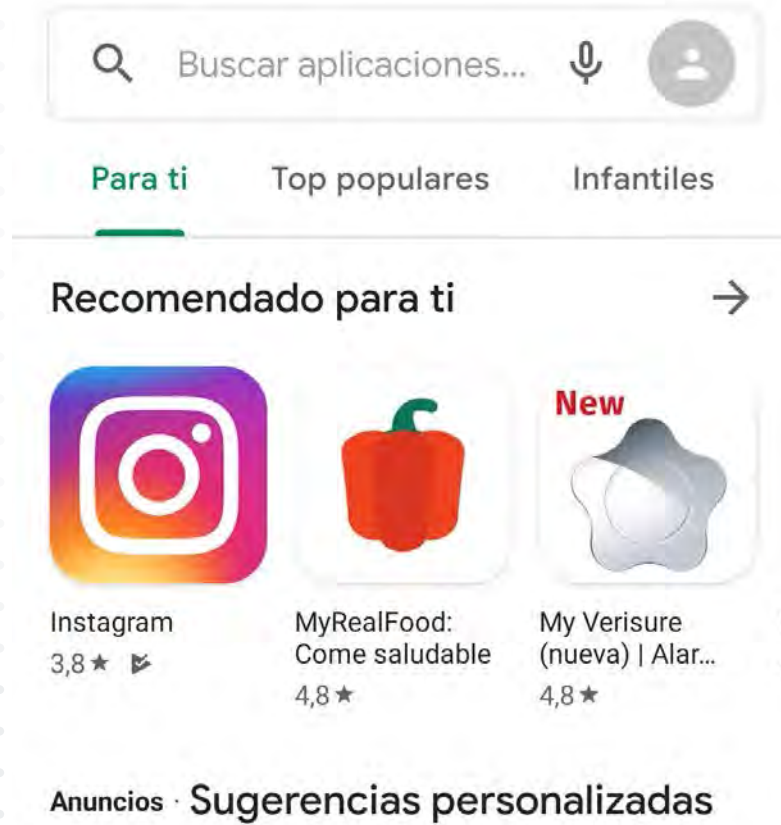 Buscar aplicaciones...
Para ti Top populares Infantiles
Recomendado para ti
New
Instagram
3,8★
MyRealFood:
Come saludable
4,8★
My Verisure
(nueva) | Alar...
4,8★
Anuncios · Sugerencias personalizadas